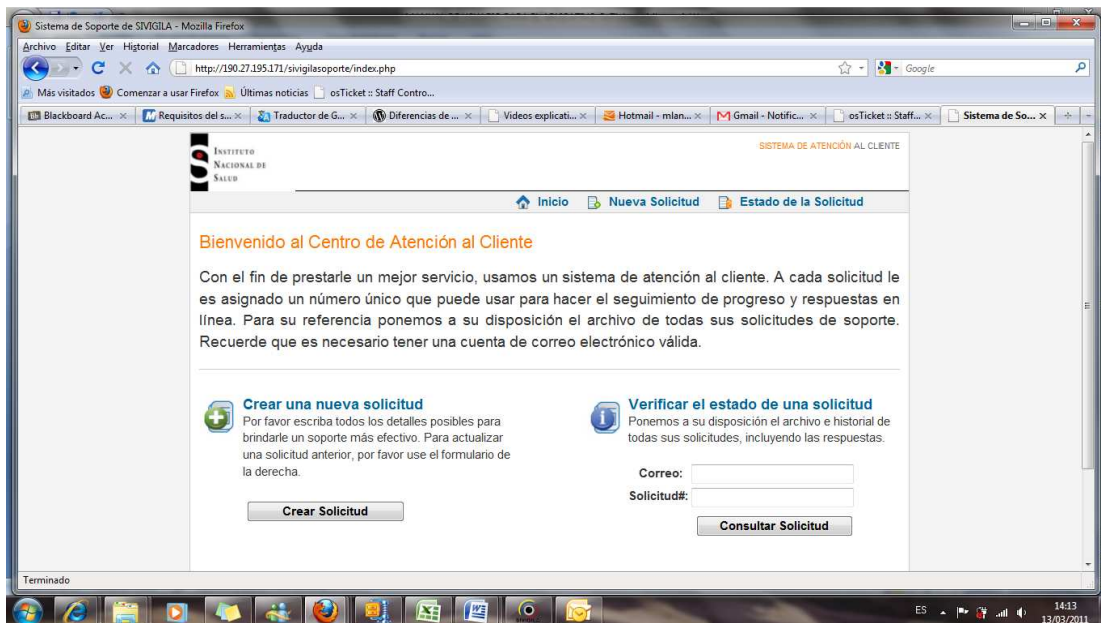 Sistema de Soporte de SIVIGILA - Mozilla Firefox
Archivo Editar Ver Historial Marcadores Herramientas Ayuda
http://190.27.195.171/sivigilasoporte/index.php
Google
Más visitados Comenzar a usar Firefox Últimas noticias osTicket :: Staff Contro...
Blackboard Ac... Requisitos del s... Traductor de G... Diferencias de ... Videos explicati... Hotmail - mlan... Gmail - Notific... osTicket :: Staff... Sistema de So...
INSTITUTO
NACIONAL DE
SALUD
SISTEMA DE ATENCIÓN AL CLIENTE
Inicio Nueva Solicitud Estado de la Solicitud
Bienvenido al Centro de Atención al Cliente
Con el fin de prestarle un mejor servicio, usamos un sistema de atención al cliente. A cada solicitud le
es asignado un número único que puede usar para hacer el seguimiento de progreso y respuestas en
línea. Para su referencia ponemos a su disposición el archivo de todas sus solicitudes de soporte.
Recuerde que es necesario tener una cuenta de correo electrónico válida.
Crear una nueva solicitud
Por favor escriba todos los detalles posibles para
brindarle un soporte más efectivo. Para actualizar
una solicitud anterior, por favor use el formulario de
la derecha.
Crear Solicitud
Verificar el estado de una solicitud
Ponemos a su disposición el archivo e historial de
todas sus solicitudes, incluyendo las respuestas.
Correo:
Solicitud#:
Consultar Solicitud
Terminado
ES
14:13
13/03/2011